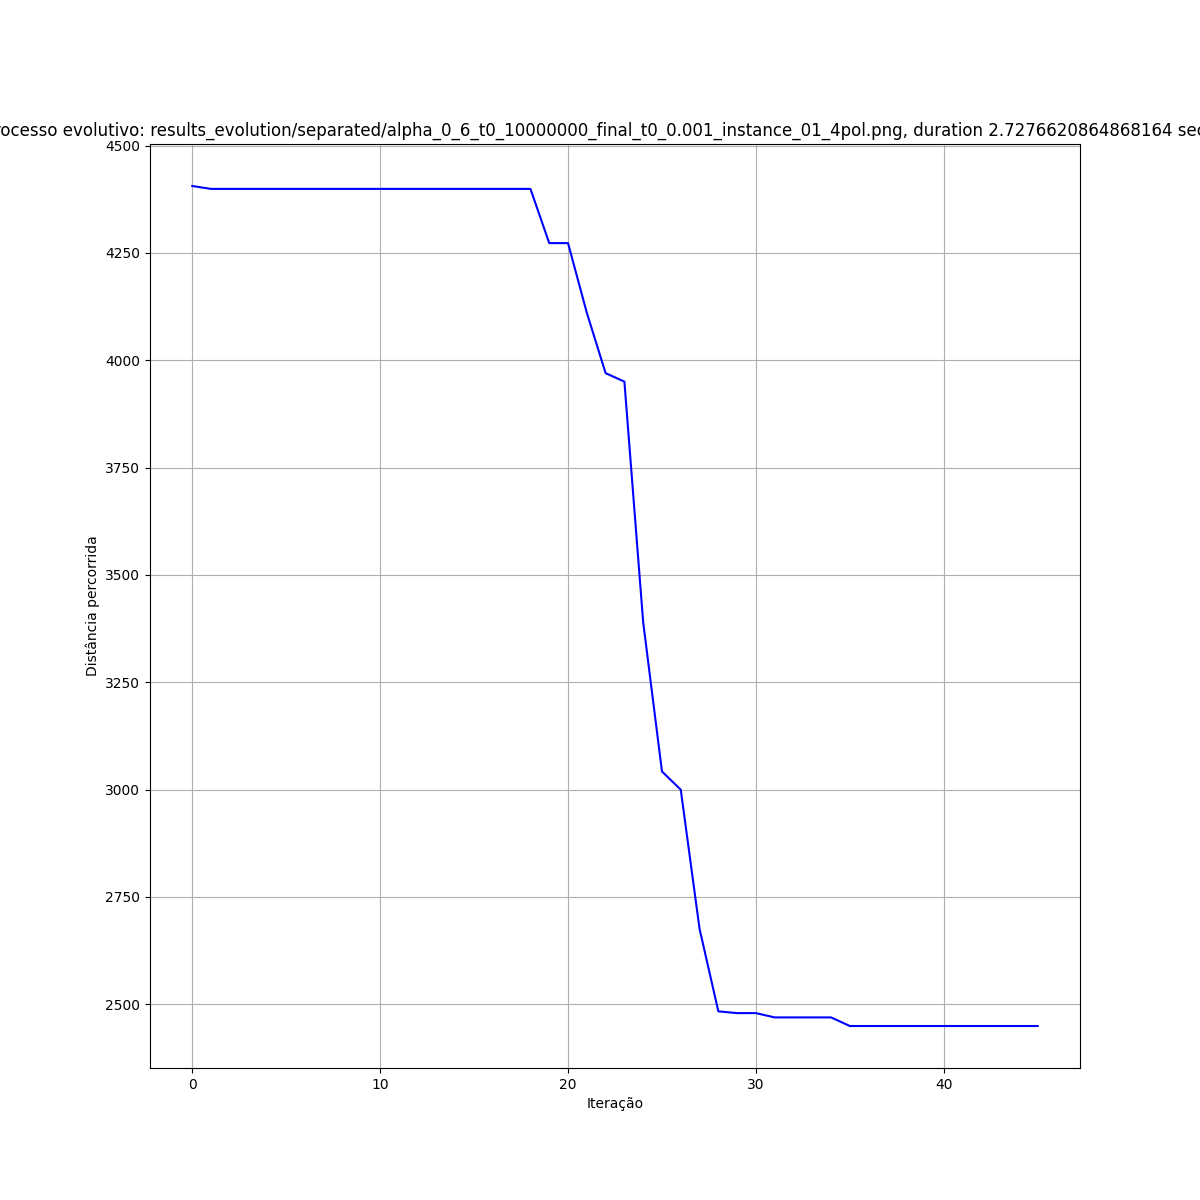 ocesso evolutivo: results_evolution/separated/alpha_0_6_t0_10000000_final_t0_0.001_instance_01_4pol.png, duration 2.7276620864868164 sec
4500
4250
4000
3750
3500
3250
3000
2750
2500
Distância percorrida
0 10 20 30 40
Iteração